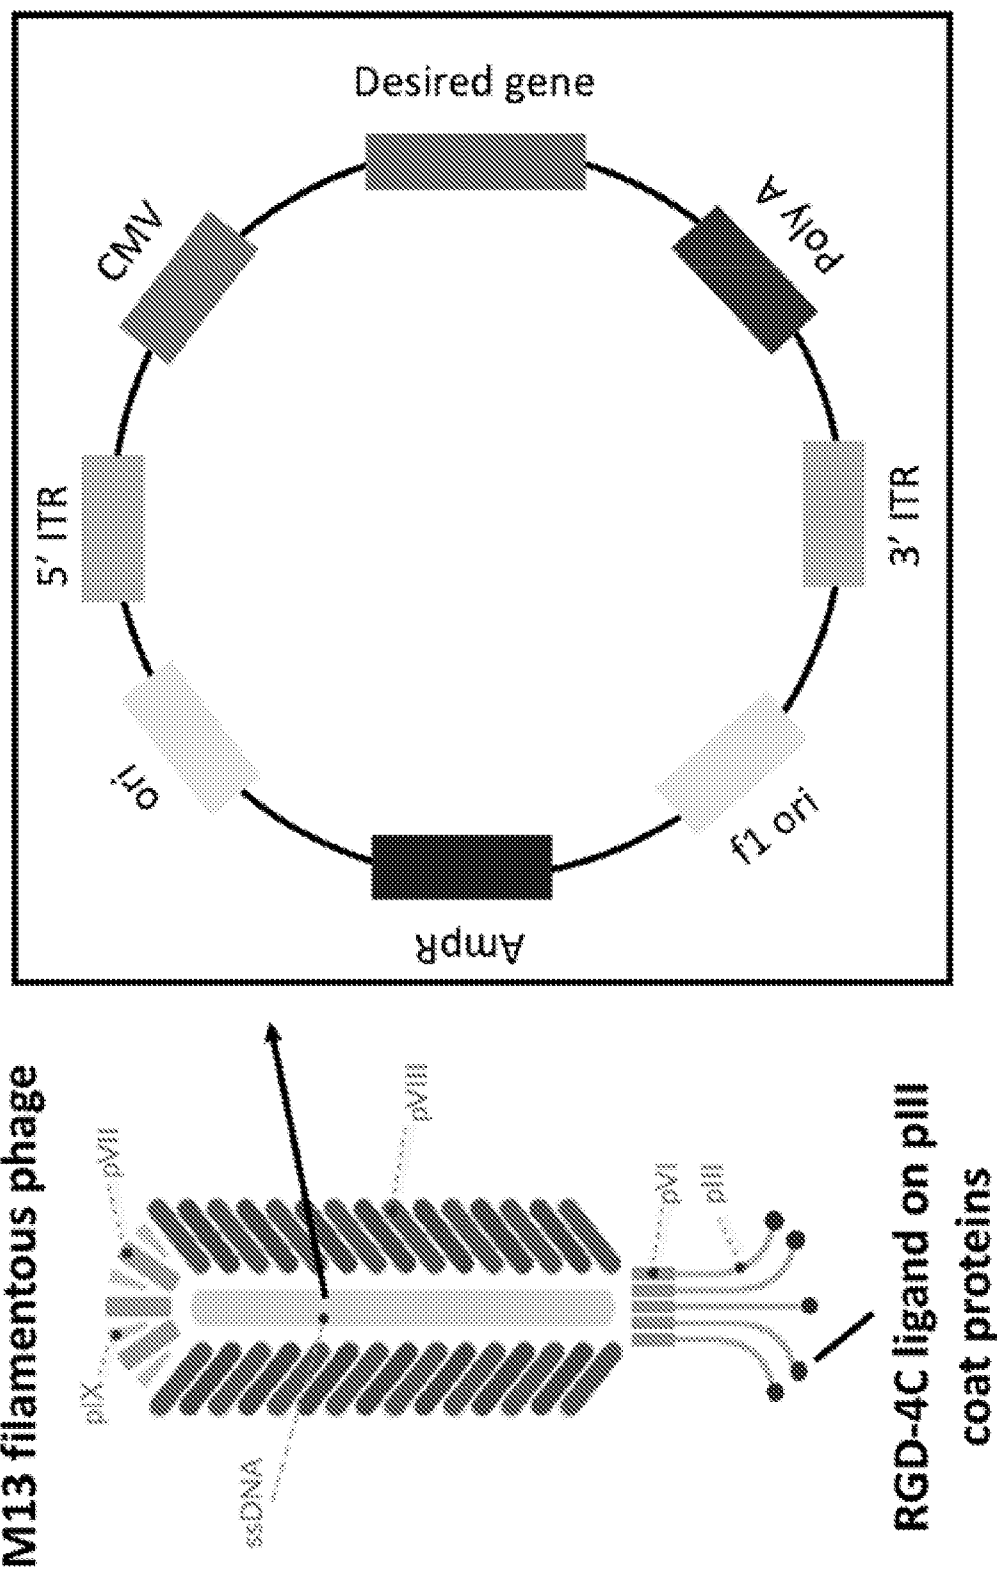 M13 filamentous phage
pIX
pVII
ssDNA
pVIII
pVI
pIII
RGD-4C ligand on pIII
coat proteins
5’ ITR
CMV
Desired gene
Poly A
3’ ITR
f1 ori
AmpR
ori